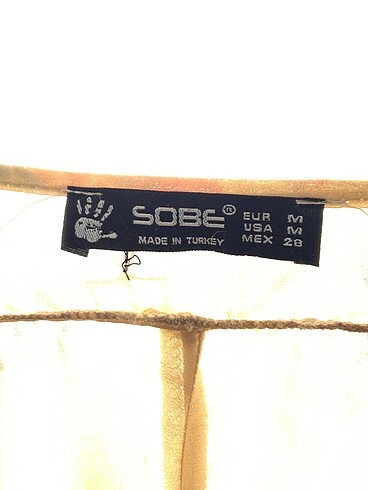 SOBE®
MADE IN TURKEY
EUR M
USA M
MEX 28